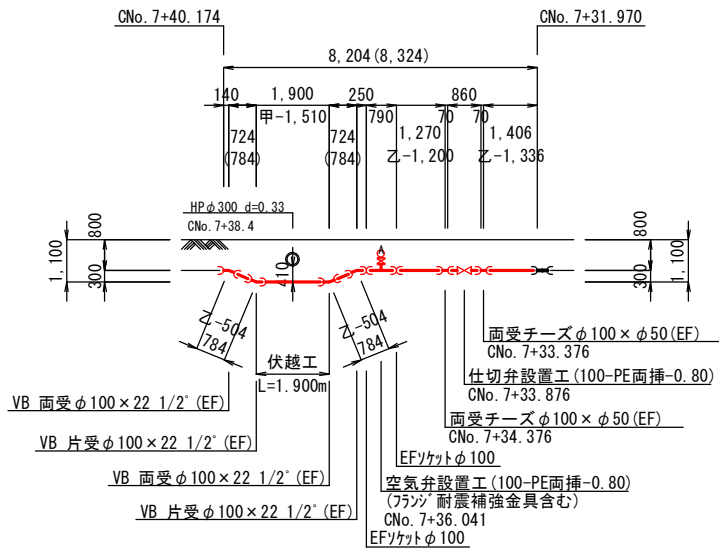 CNo.7+40.174
CNo.7+31.970
8,204(8,324)
140
1,900
250
860
甲-1,510
790
70
70
724
(784)
724
(784)
1,270
乙-1,200
1,406
乙-1,336
HPφ300 d=0.33
CNo.7+38.4
800
1,100
300
410
800
1,100
300
乙-504
784
乙-504
784
伏越工
L=1.900m
両受チーズφ100×φ50(EF)
CNo.7+33.376
仕切弁設置工(100-PE両挿-0.80)
CNo.7+33.876
VB 両受φ100×22 1/2°(EF)
両受チーズφ100×φ50(EF)
CNo.7+34.376
VB 片受φ100×22 1/2°(EF)
EFソケットφ100
VB 両受φ100×22 1/2°(EF)
空気弁設置工(100-PE両挿-0.80)
(フランジ耐震補強金具含む)
CNo.7+36.041
VB 片受φ100×22 1/2°(EF)
EFソケットφ100